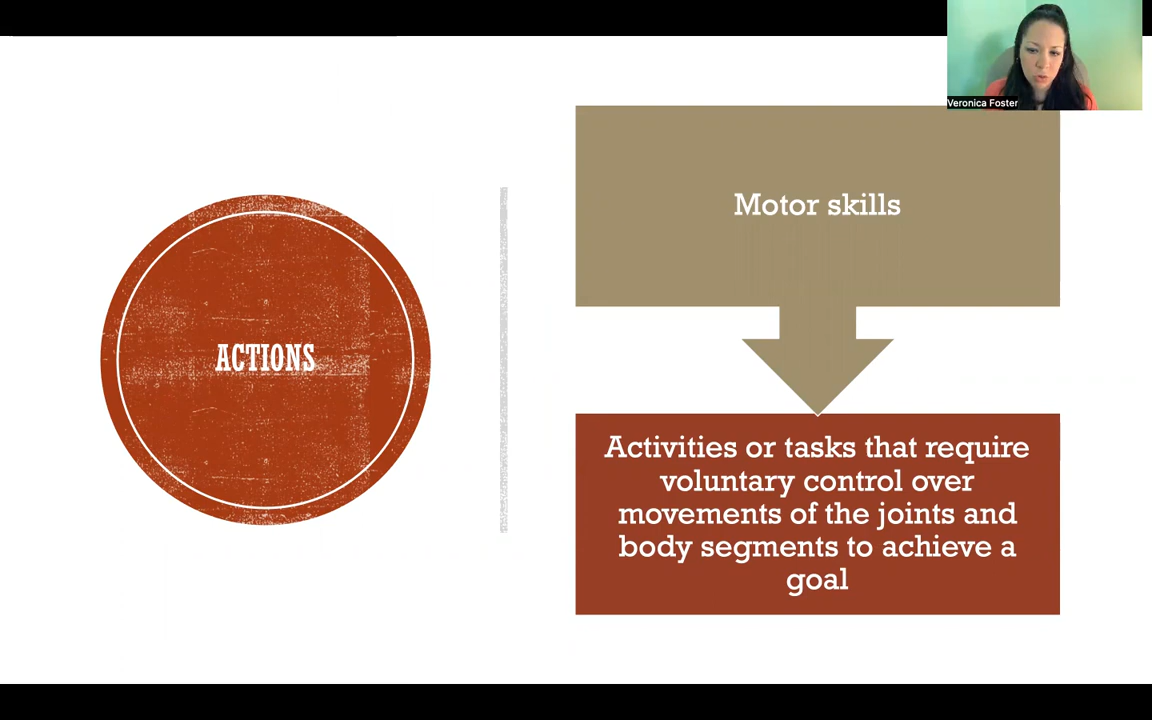 Veronica Foster
ACTIONS
Motor skills
Activities or tasks that require
voluntary control over
movements of the joints and
body segments to achieve a
goal